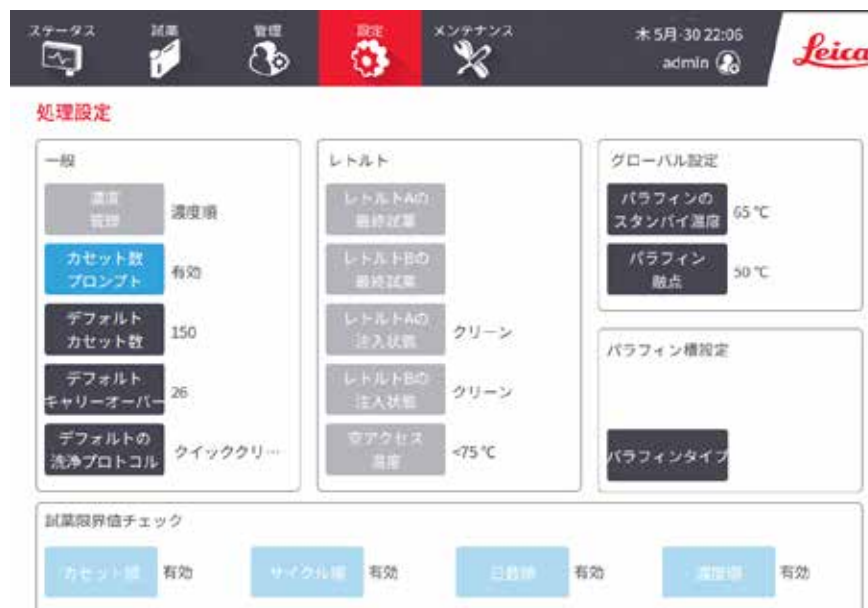 ステータス
試薬
管理
設定
メンテナンス
木 5月-30 22:06
admin
Leica
処理設定
一般
濃度
管理
濃度順
カセット数
プロンプト
有効
デフォルト
カセット数
150
デフォルト
キャリーオーバー
26
デフォルトの
洗浄プロトコル
クイッククリ…
レトルト
レトルトAの
最終試薬
レトルトBの
最終試薬
レトルトAの
注入状態
クリーン
レトルトBの
注入状態
クリーン
空アクセス
温度
<75 ℃
グローバル設定
パラフィンの
スタンバイ温度
65 ℃
パラフィン
融点
50 ℃
パラフィン槽設定
パラフィンタイプ
試薬限界値チェック
カセット順
有効
サイクル順
有効
日数順
有効
濃度順
有効